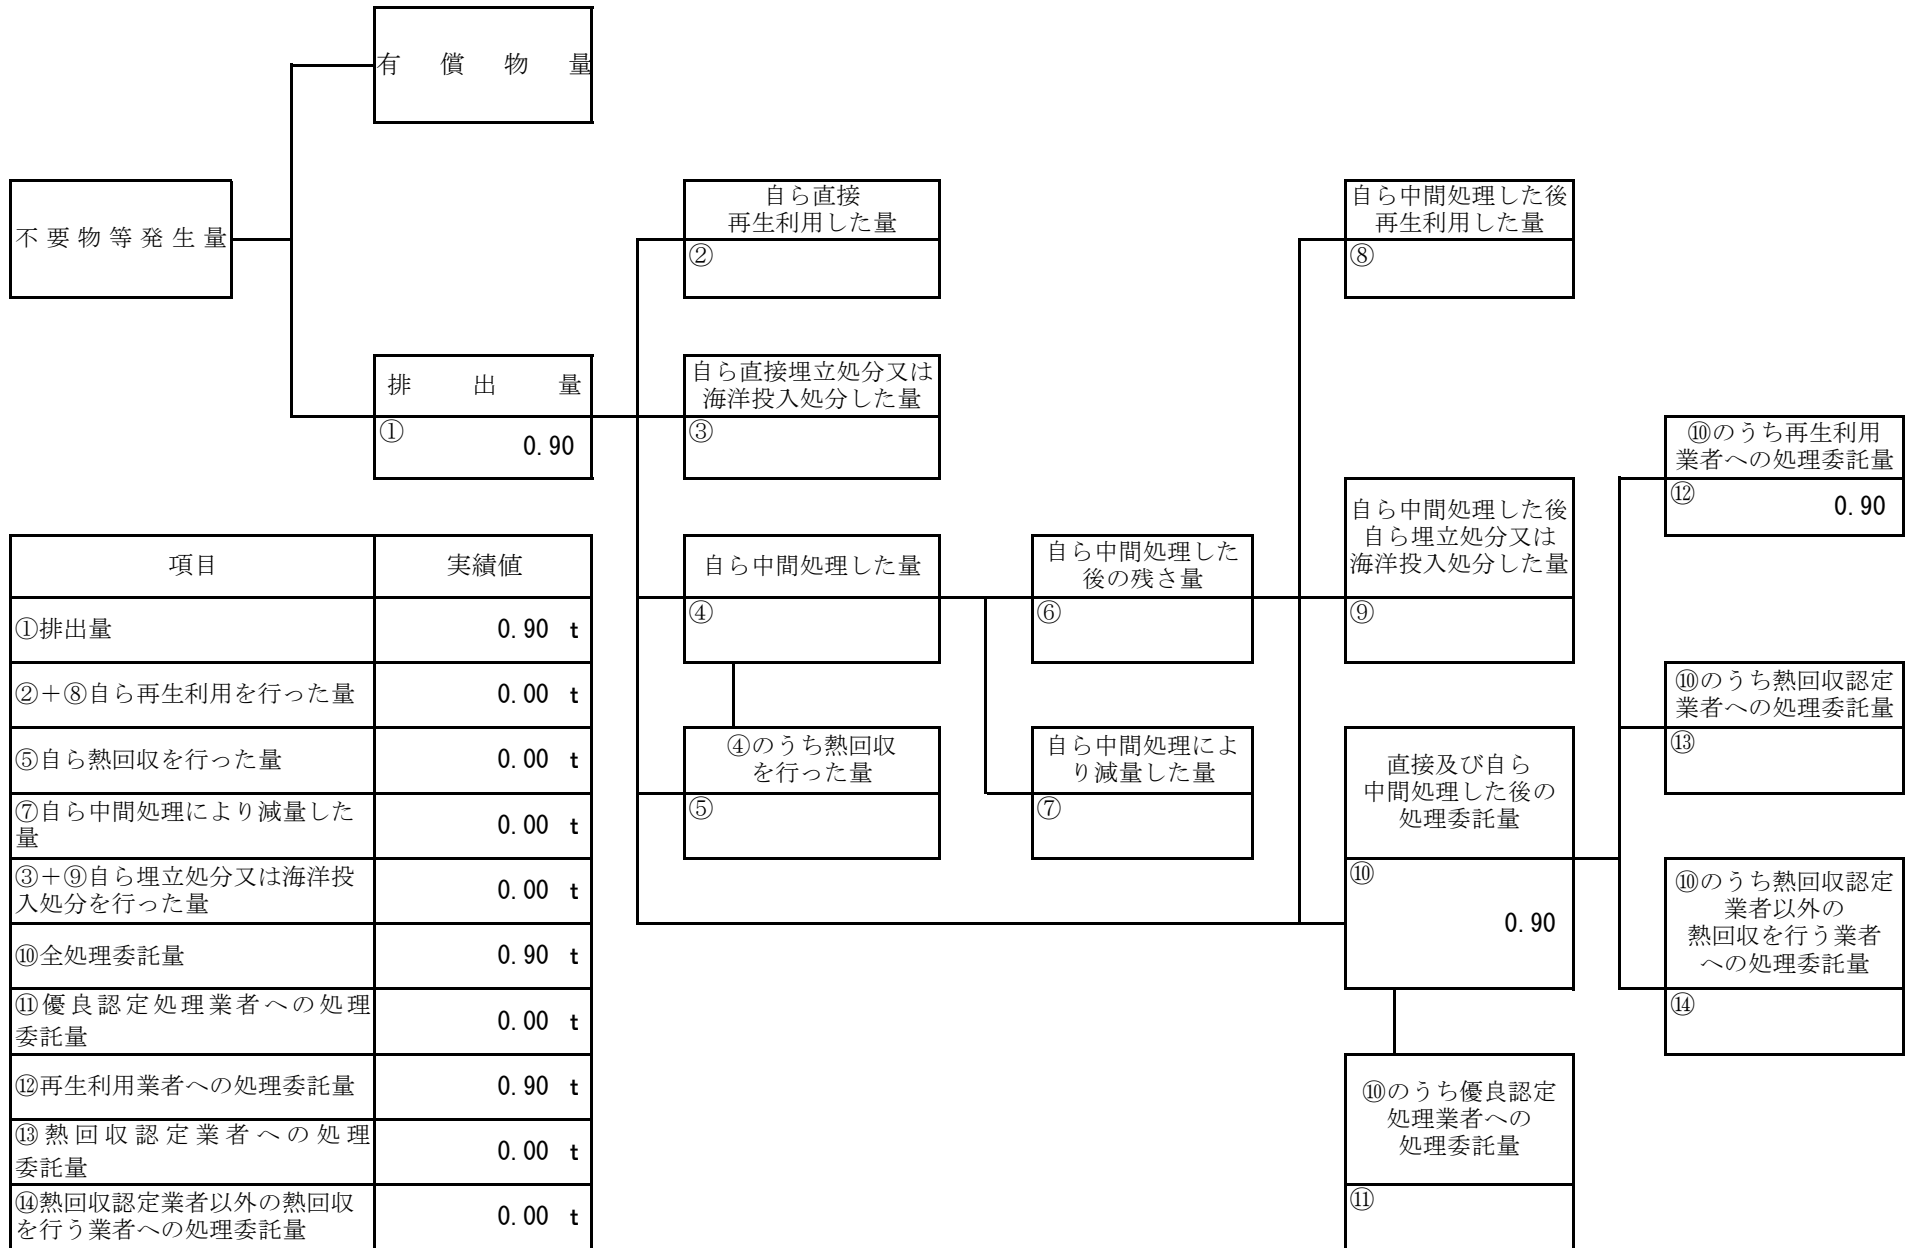 有償物量
不要物等発生量
自ら直接
再生利用した量
②
自ら中間処理した後
再生利用した量
⑧
排出量
①
0.90
自ら直接埋立処分又は
海洋投入処分した量
③
⑩のうち再生利用
業者への処理委託量
⑫
0.90
自ら中間処理した後
自ら埋立処分又は
海洋投入処分した量
⑨
自ら中間処理した量
④
自ら中間処理した
後の残さ量
⑥
⑩のうち熱回収認定
業者への処理委託量
⑬
④のうち熱回収
を行った量
⑤
自ら中間処理によ
り減量した量
⑦
直接及び自ら
中間処理した後の
処理委託量
⑩
0.90
⑩のうち熱回収認定
業者以外の
熱回収を行う業者
への処理委託量
⑭
⑩のうち優良認定
処理業者への
処理委託量
⑪
項目 実績値
①排出量 0.90 t
②＋⑧自ら再生利用を行った量 0.00 t
⑤自ら熱回収を行った量 0.00 t
⑦自ら中間処理により減量した
量 0.00 t
③＋⑨自ら埋立処分又は海洋投
入処分を行った量 0.00 t
⑩全処理委託量 0.90 t
⑪優良認定処理業者への処理
委託量 0.00 t
⑫再生利用業者への処理委託量 0.90 t
⑬熱回収認定業者への処理
委託量 0.00 t
⑭熱回収認定業者以外の熱回収
を行う業者への処理委託量 0.00 t